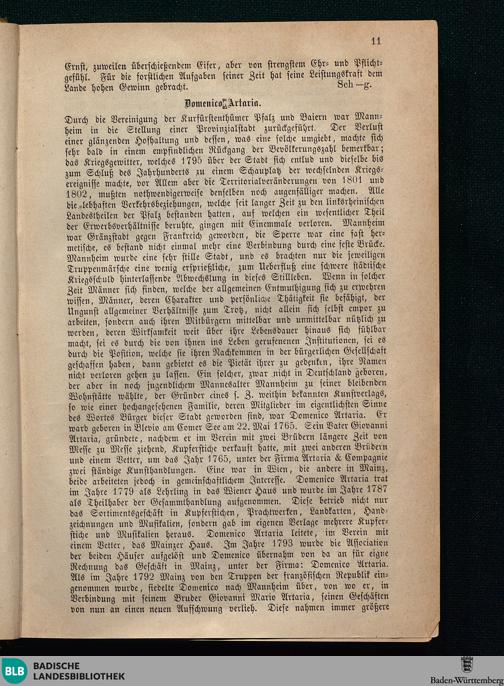 11
Ernst, zuweilen überschießendem Eifer, aber von strengstem Ehr- und Pflicht-
gefühl. Für die forstlichen Aufgaben seiner Zeit hat seine Leistungskraft dem
Lande hohen Gewinn gebracht. Sch—g.
Domenico Artaria.
Durch die Vereinigung der Kurfürstenthümer Pfalz und Baiern war Mann-
heim in die Stellung einer Provinzialstadt zurückgeführt. Der Verlust
einer glänzenden Hofhaltung und dessen, was eine solche umgiebt, machte sich
sehr bald in einem empfindlichen Rückgang der Bevölkerungszahl bemerkbar;
das Kriegsgewitter, welches 1795 über der Stadt sich entlud und dieselbe bis
zum Schluß des Jahrhunderts zu einem Schauplatz der wechselnden Kriegs-
ereignisse machte, vor Allem aber die Territorialveränderungen von 1801 und
1802, mußten nothwendigerweise denselben noch augenfälliger machen. Alle
die lebhaften Verkehrsbeziehungen, welche seit langer Zeit zu den linksrheinischen
Landestheilen der Pfalz bestanden hatten, auf welchen ein wesentlicher Theil
der Erwerbsverhältnisse beruhte, gingen mit Einemmale verloren. Mannheim
war Gränzstadt gegen Frankreich geworden, die Sperre war eine fast her-
metische, es bestand nicht einmal mehr eine Verbindung durch eine feste Brücke.
Mannheim wurde eine sehr stille Stadt, und es brachten nur die jeweiligen
Truppenmärsche eine wenig ersprießliche, zum Ueberfluß eine schwere städtische
Kriegsschuld hinterlassende Abwechslung in dieses Stillleben. Wenn in solcher
Zeit Männer sich finden, welche der allgemeinen Entmuthigung sich zu erwehren
wissen, Männer, deren Charakter und persönliche Thätigkeit sie befähigt, der
Ungunst allgemeiner Verhältnisse zum Trotz, nicht allein sich selbst empor zu
arbeiten, sondern auch ihren Mitbürgern mittelbar und unmittelbar nützlich zu
werden, deren Wirksamkeit weit über ihre Lebensdauer hinaus sich fühlbar
macht, sei es durch die von ihnen ins Leben gerufenenen Institutionen, sei es
durch die Position, welche sie ihren Nachkommen in der bürgerlichen Gesellschaft
geschaffen haben, dann gebietet es die Pietät ihrer zu gedenken, ihre Namen
nicht verloren gehen zu lassen. Ein solcher, zwar nicht in Deutschland geboren,
der aber in noch jugendlichem Mannesalter Mannheim zu seiner bleibenden
Wohnstätte wählte, der Gründer eines s. Z. weithin bekannten Kunstverlags,
so wie einer hochangesehenen Familie, deren Mitglieder im eigentlichsten Sinne
des Wortes Bürger dieser Stadt geworden sind, war Domenico Artaria. Er
ward geboren in Blevio am Comer See am 22. Mai 1765. Sein Vater Giovanni
Artaria, gründete, nachdem er im Verein mit zwei Brüdern längere Zeit von
Messe zu Messe ziehend, Kupferstiche verkauft hatte, mit zwei anderen Brüdern
und einem Vetter, um das Jahr 1765, unter der Firma Artaria & Compagnie
zwei ständige Kunsthandlungen. Eine war in Wien, die andere in Mainz,
beide arbeiteten jedoch in gemeinschaftlichem Interesse. Domenico Artaria trat
im Jahre 1779 als Lehrling in das Wiener Haus und wurde im Jahre 1787
als Theilhaber der Gesammthandlung aufgenommen. Diese betrieb nicht nur
das Sortimentsgeschäft in Kupferstichen, Prachtwerken, Landkarten, Hand-
zeichnungen und Musikalien, sondern gab im eigenen Verlage mehrere Kupfer-
stiche und Musikalien heraus. Domenico Artaria leitete, im Verein mit
einem Vetter, das Mainzer Haus. Im Jahre 1793 wurde die Association
der beiden Häuser aufgelöst und Domenico übernahm von da an für eigne
Rechnung das Geschäft in Mainz, unter der Firma: Domenico Artaria.
Als im Jahre 1792 Mainz von den Truppen der französischen Republik ein-
genommen wurde, siedelte Domenico nach Mannheim über, von wo er, in
Verbindung mit seinem Bruder Giovanni Mario Artaria, seinen Geschäften
von nun an einen neuen Aufschwung verlieh. Diese nahmen immer größere
BLB
BADISCHE
LANDESBIBLIOTHEK
Baden-Württemberg